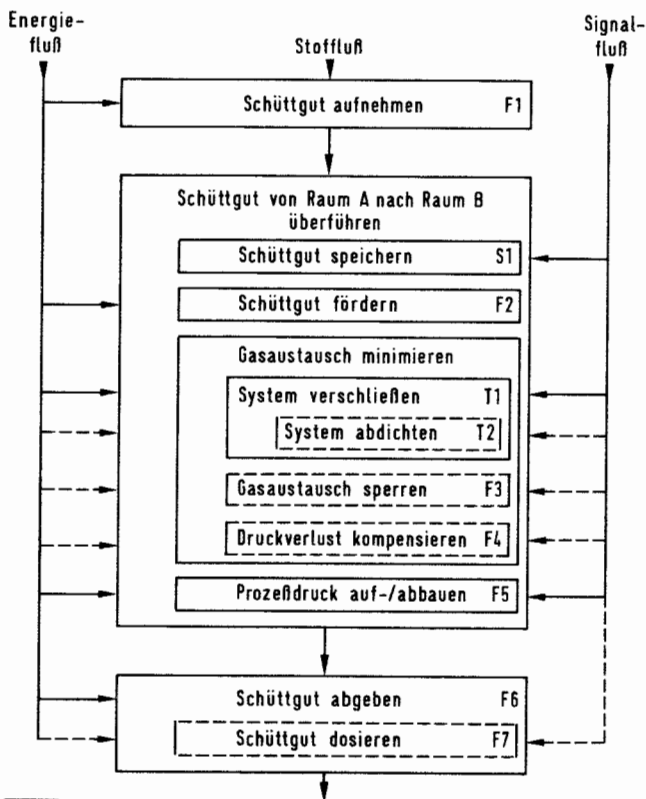 Energie-
fluß
Stofffluß
Signal-
fluß
Schüttgut aufnehmen F1
Schüttgut von Raum A nach Raum B
überführen
Schüttgut speichern S1
Schüttgut fördern F2
Gasaustausch minimieren
System verschließen T1
System abdichten T2
Gasaustausch sperren F3
Druckverlust kompensieren F4
Prozeßdruck auf-/abbauen F5
Schüttgut abgeben F6
Schüttgut dosieren F7